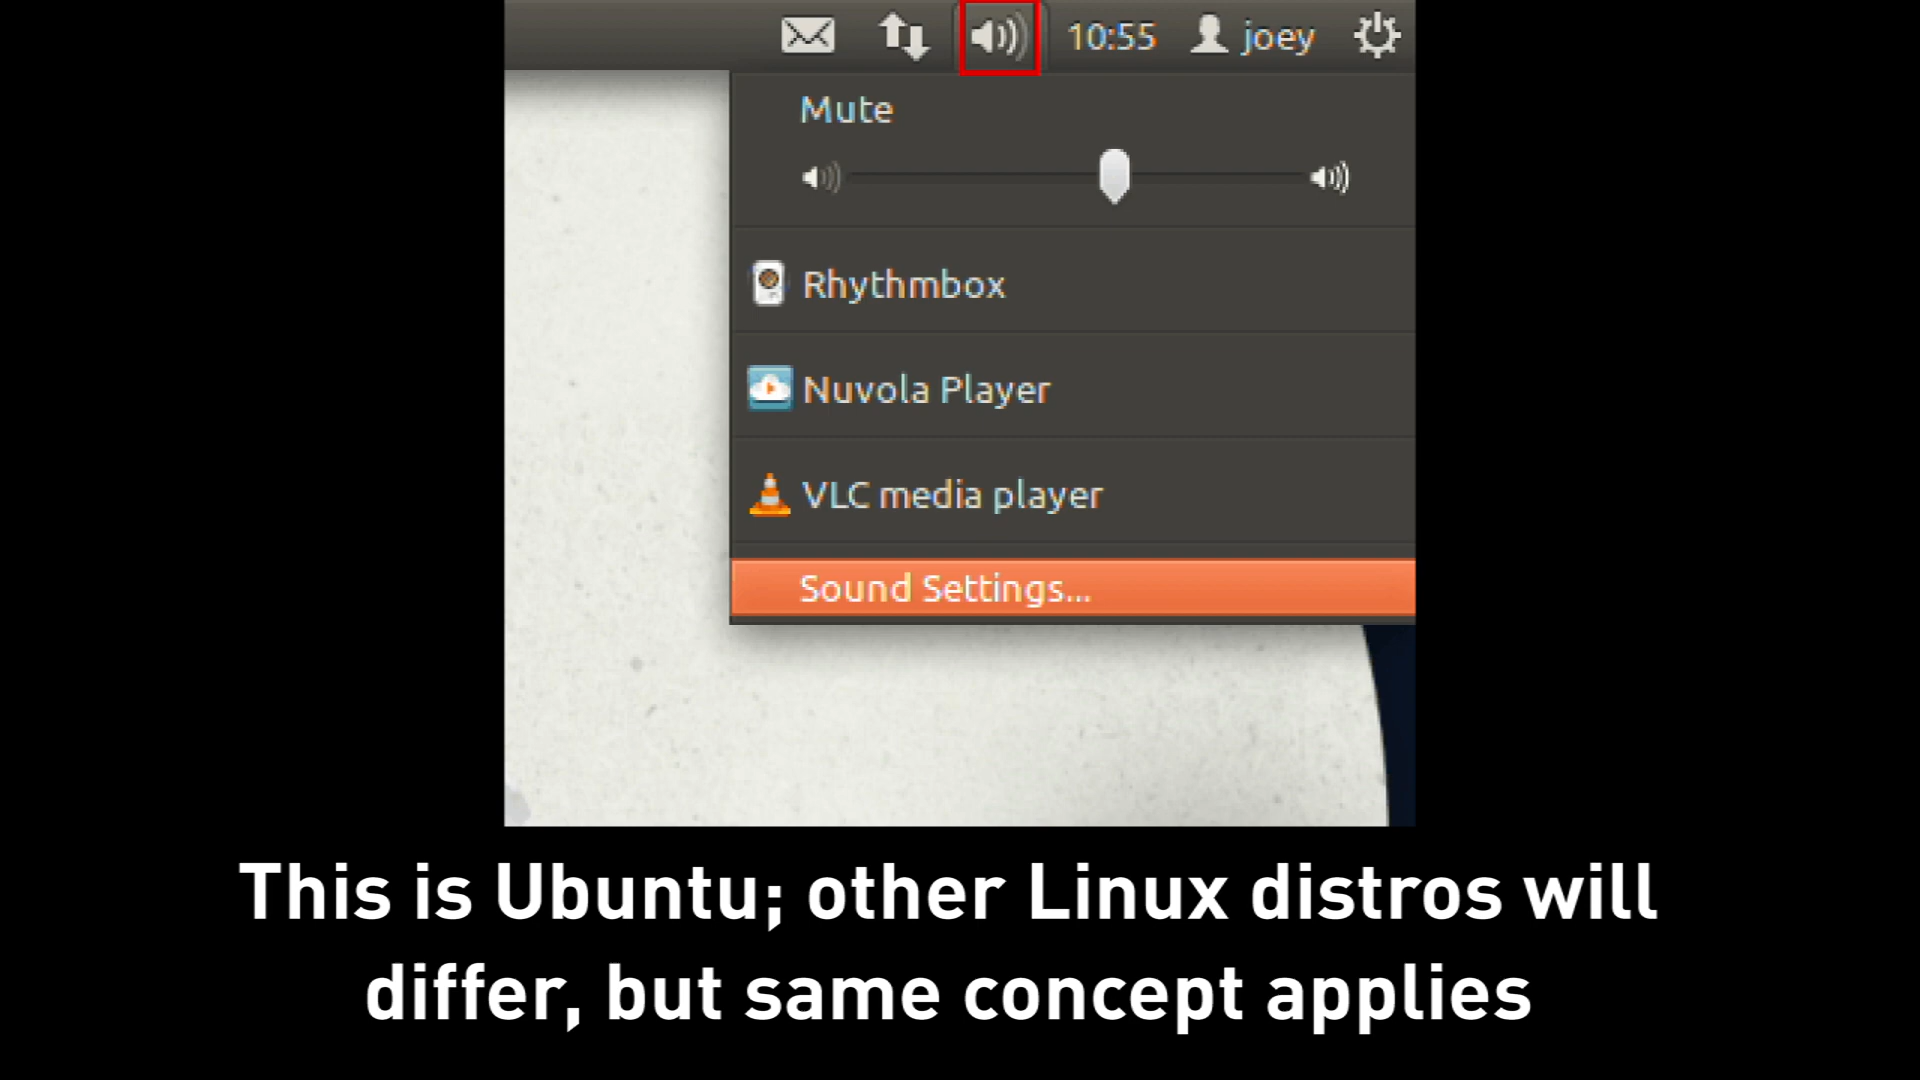 10:55 joey
Mute
Rhythmbox
Nuvola Player
VLC media player
Sound Settings...
This is Ubuntu; other Linux distros will
differ, but same concept applies